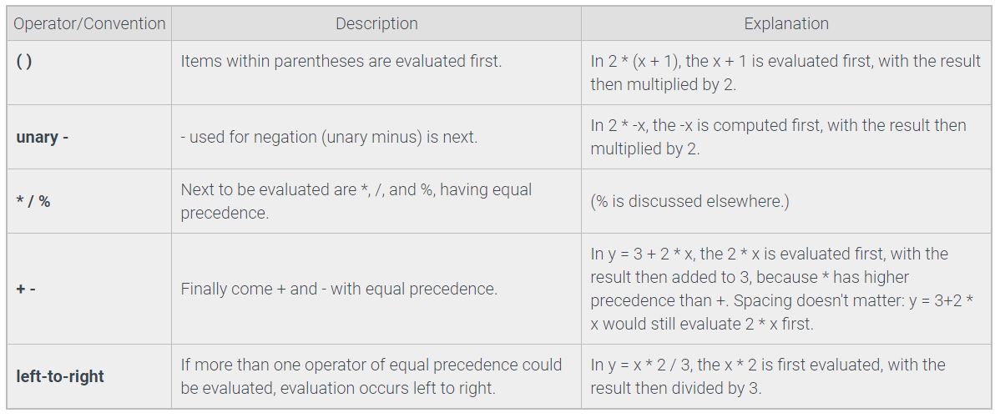 Operator/Convention Description Explanation
( ) Items within parentheses are evaluated first. In 2 * (x + 1), the x + 1 is evaluated first, with the result
then multiplied by 2.
unary - - used for negation (unary minus) is next. In 2 * -x, the -x is computed first, with the result then
multiplied by 2.
* / % Next to be evaluated are *, /, and %, having equal
precedence. (% is discussed elsewhere.)
+ - Finally come + and - with equal precedence. In y = 3 + 2 * x, the 2 * x is evaluated first, with the
result then added to 3, because * has higher
precedence than +. Spacing doesn't matter: y = 3+2 *
x would still evaluate 2 * x first.
left-to-right If more than one operator of equal precedence could
be evaluated, evaluation occurs left to right. In y = x * 2 / 3, the x * 2 is first evaluated, with the
result then divided by 3.